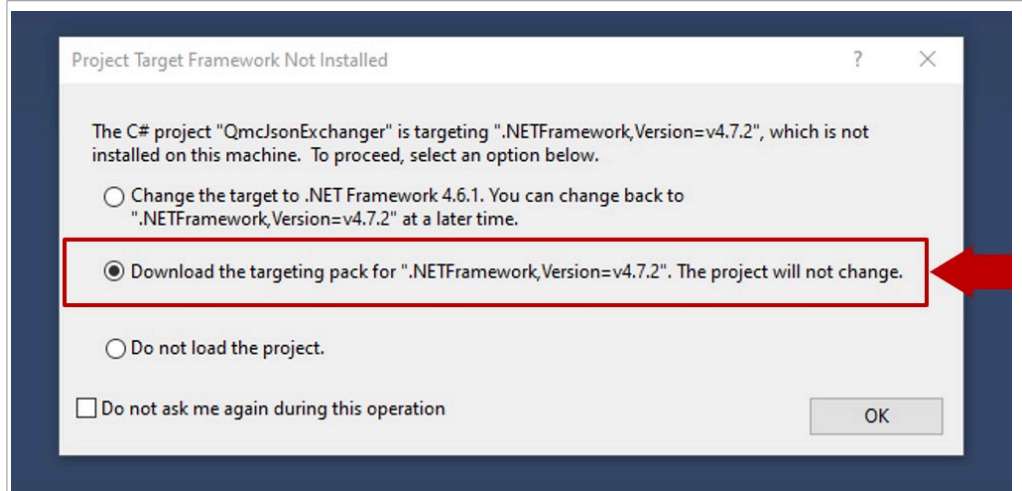 Project Target Framework Not Installed
The C# project "QmcJsonExchanger" is targeting ".NETFramework,Version=v4.7.2", which is not
installed on this machine.  To proceed, select an option below.
Change the target to .NET Framework 4.6.1. You can change back to
".NETFramework,Version=v4.7.2" at a later time.
Download the targeting pack for ".NETFramework,Version=v4.7.2". The project will not change.
Do not load the project.
Do not ask me again during this operation
OK